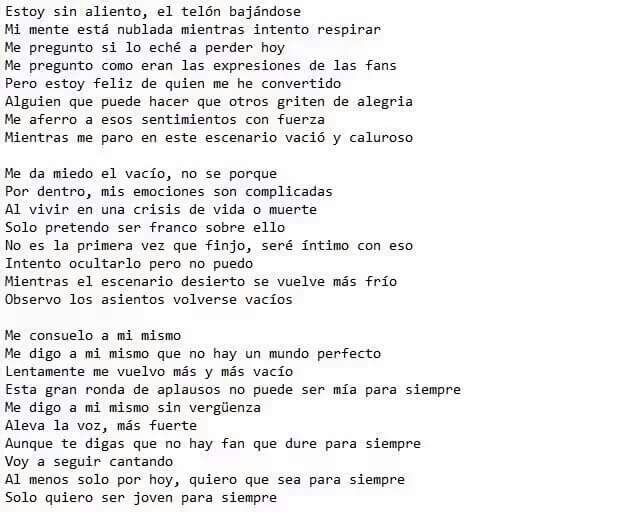 Estoy sin aliento, el telón bajándose
Mi mente está nublada mientras intento respirar
Me pregunto si lo eché a perder hoy
Me pregunto como eran las expresiones de las fans
Pero estoy feliz de quien me he convertido
Alguien que puede hacer que otros griten de alegria
Me aferro a esos sentimientos con fuerza
Mientras me paro en este escenario vació y caluroso

Me da miedo el vacío, no se porque
Por dentro, mis emociones son complicadas
Al vivir en una crisis de vida o muerte
Solo pretendo ser franco sobre ello
No es la primera vez que finjo, seré íntimo con eso
Intento ocultarlo pero no puedo
Mientras el escenario desierto se vuelve más frío
Observo los asientos volverse vacíos

Me consuelo a mi mismo
Me digo a mi mismo que no hay un mundo perfecto
Lentamente me vuelvo más y más vacío
Esta gran ronda de aplausos no puede ser mía para siempre
Me digo a mi mismo sin vergüenza
Aleva la voz, más fuerte
Aunque te digas que no hay fan que dure para siempre
Voy a seguir cantando
Al menos solo por hoy, quiero que sea para siempre
Solo quiero ser joven para siempre